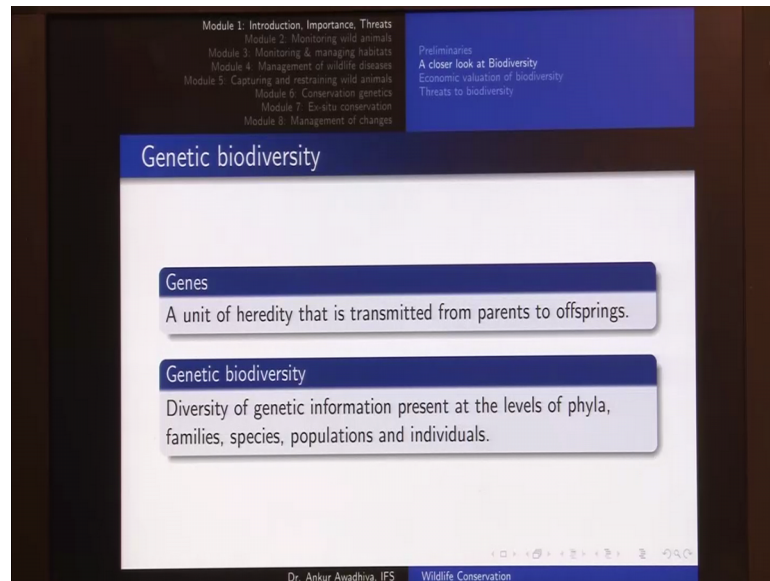 Module 1: Introduction, Importance, Threats
Module 2: Monitoring wild animals
Module 3: Monitoring & managing habitats
Module 4: Management of wildlife diseases
Module 5: Capturing and restraining wild animals
Module 6: Conservation genetics
Module 7: Ex-situ conservation
Module 8: Management of changes
Preliminaries
A closer look at Biodiversity
Economic valuation of biodiversity
Threats to biodiversity
Genetic biodiversity
Genes
A unit of heredity that is transmitted from parents to offsprings.
Genetic biodiversity
Diversity of genetic information present at the levels of phyla,
families, species, populations and individuals.
Dr. Ankur Awadhiya, IFS
Wildlife Conservation